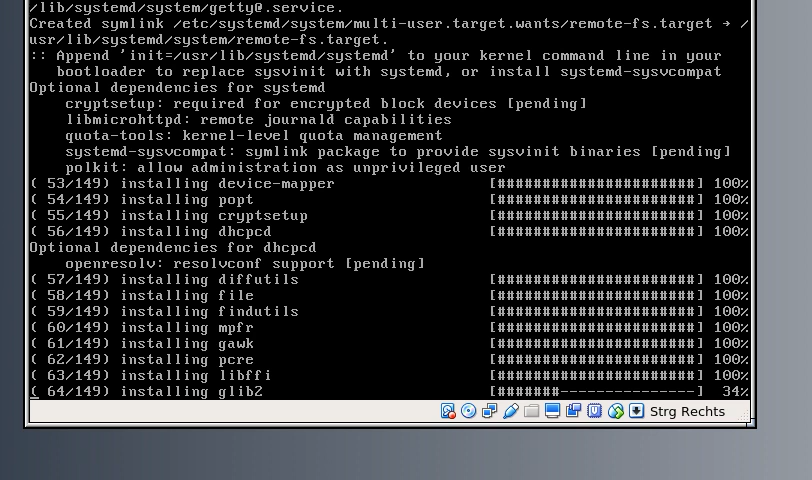 /lib/systemd/system/getty@.service.
Created symlink /etc/systemd/system/multi-user.target.wants/remote-fs.target → /
usr/lib/systemd/system/remote-fs.target.
:: Append 'init=/usr/lib/systemd/systemd' to your kernel command line in your
   bootloader to replace sysvinit with systemd, or install systemd-sysvcompat
Optional dependencies for systemd
    cryptsetup: required for encrypted block devices [pending]
    libmicrohttpd: remote journald capabilities
    quota-tools: kernel-level quota management
    systemd-sysvcompat: symlink package to provide sysvinit binaries [pending]
    polkit: allow administration as unprivileged user
( 53/149) installing device-mapper                 [######################] 100%
( 54/149) installing popt                          [######################] 100%
( 55/149) installing cryptsetup                    [######################] 100%
( 56/149) installing dhcpcd                        [######################] 100%
Optional dependencies for dhcpcd
    openresolv: resolvconf support [pending]
( 57/149) installing diffutils                     [######################] 100%
( 58/149) installing file                          [######################] 100%
( 59/149) installing findutils                     [######################] 100%
( 60/149) installing mpfr                          [######################] 100%
( 61/149) installing gawk                          [######################] 100%
( 62/149) installing pcre                          [######################] 100%
( 63/149) installing libffi                        [######################] 100%
( 64/149) installing glib2                         [#######---------------]  34%
Strg Rechts